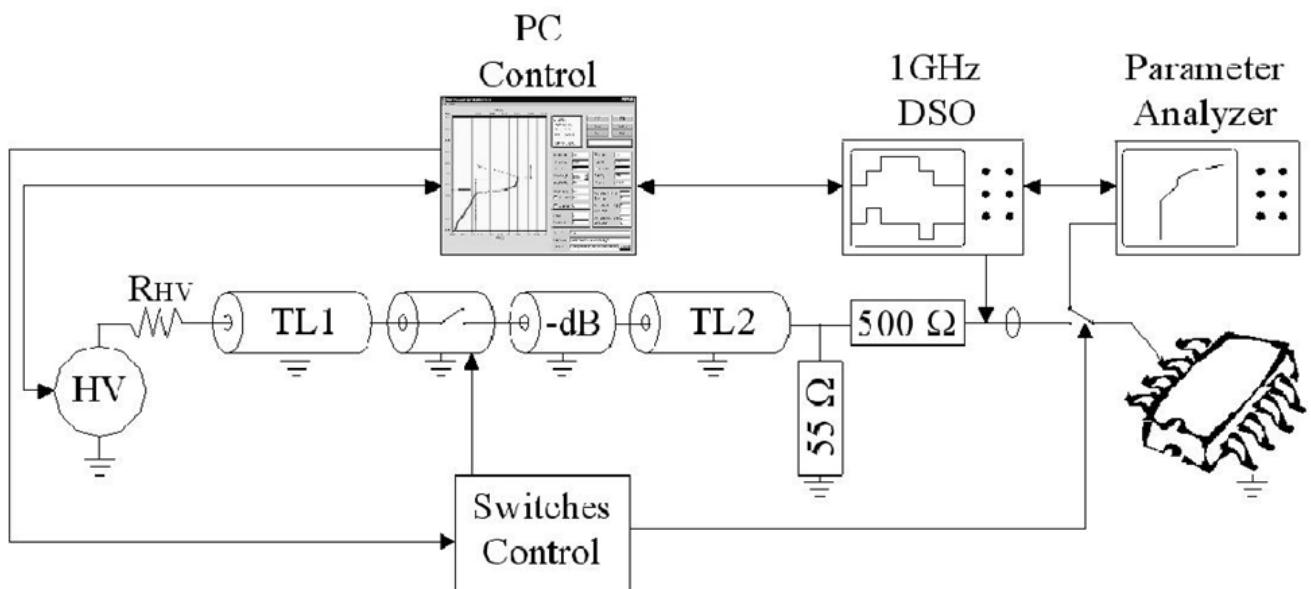 PC
Control
1GHz
DSO
Parameter
Analyzer
RHV
TL1
-dB
TL2
500 Ω
55 Ω
HV
Switches
Control